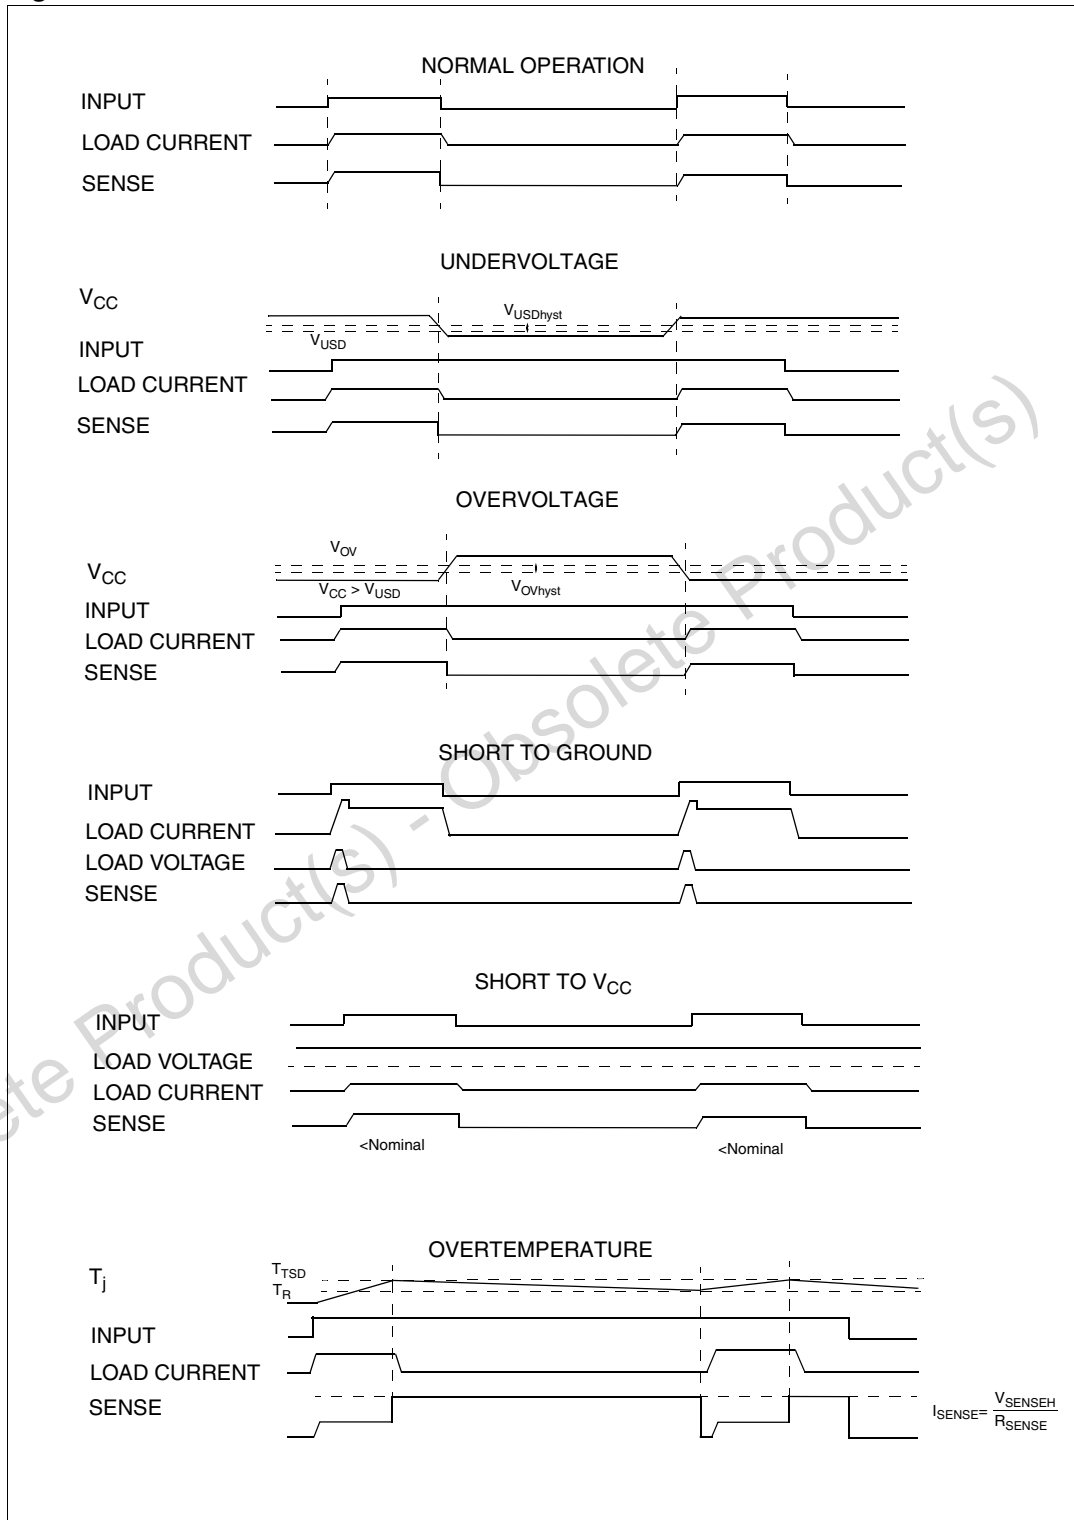 NORMAL OPERATION
INPUT
LOAD CURRENT
SENSE
UNDERVOLTAGE
VCC
VUSDhyst
VUSD
INPUT
LOAD CURRENT
SENSE
OVERVOLTAGE
VOV
VCC
VCC > VUSD
VOVhyst
INPUT
LOAD CURRENT
SENSE
SHORT TO GROUND
INPUT
LOAD CURRENT
LOAD VOLTAGE
SENSE
SHORT TO VCC
INPUT
LOAD VOLTAGE
LOAD CURRENT
SENSE
<Nominal
<Nominal
OVERTEMPERATURE
Tj
TTSD
TR
INPUT
LOAD CURRENT
SENSE
ISENSE= VSENSEH
RSENSE
Product(s) - Obsolete Product(s)